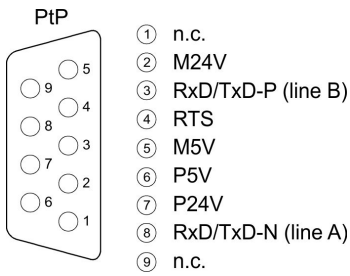 PtP
5
9
4
8
3
7
2
6
1
1 n.c.
2 M24V
3 RxD/TxD-P (line B)
4 RTS
5 M5V
6 P5V
7 P24V
8 RxD/TxD-N (line A)
9 n.c.